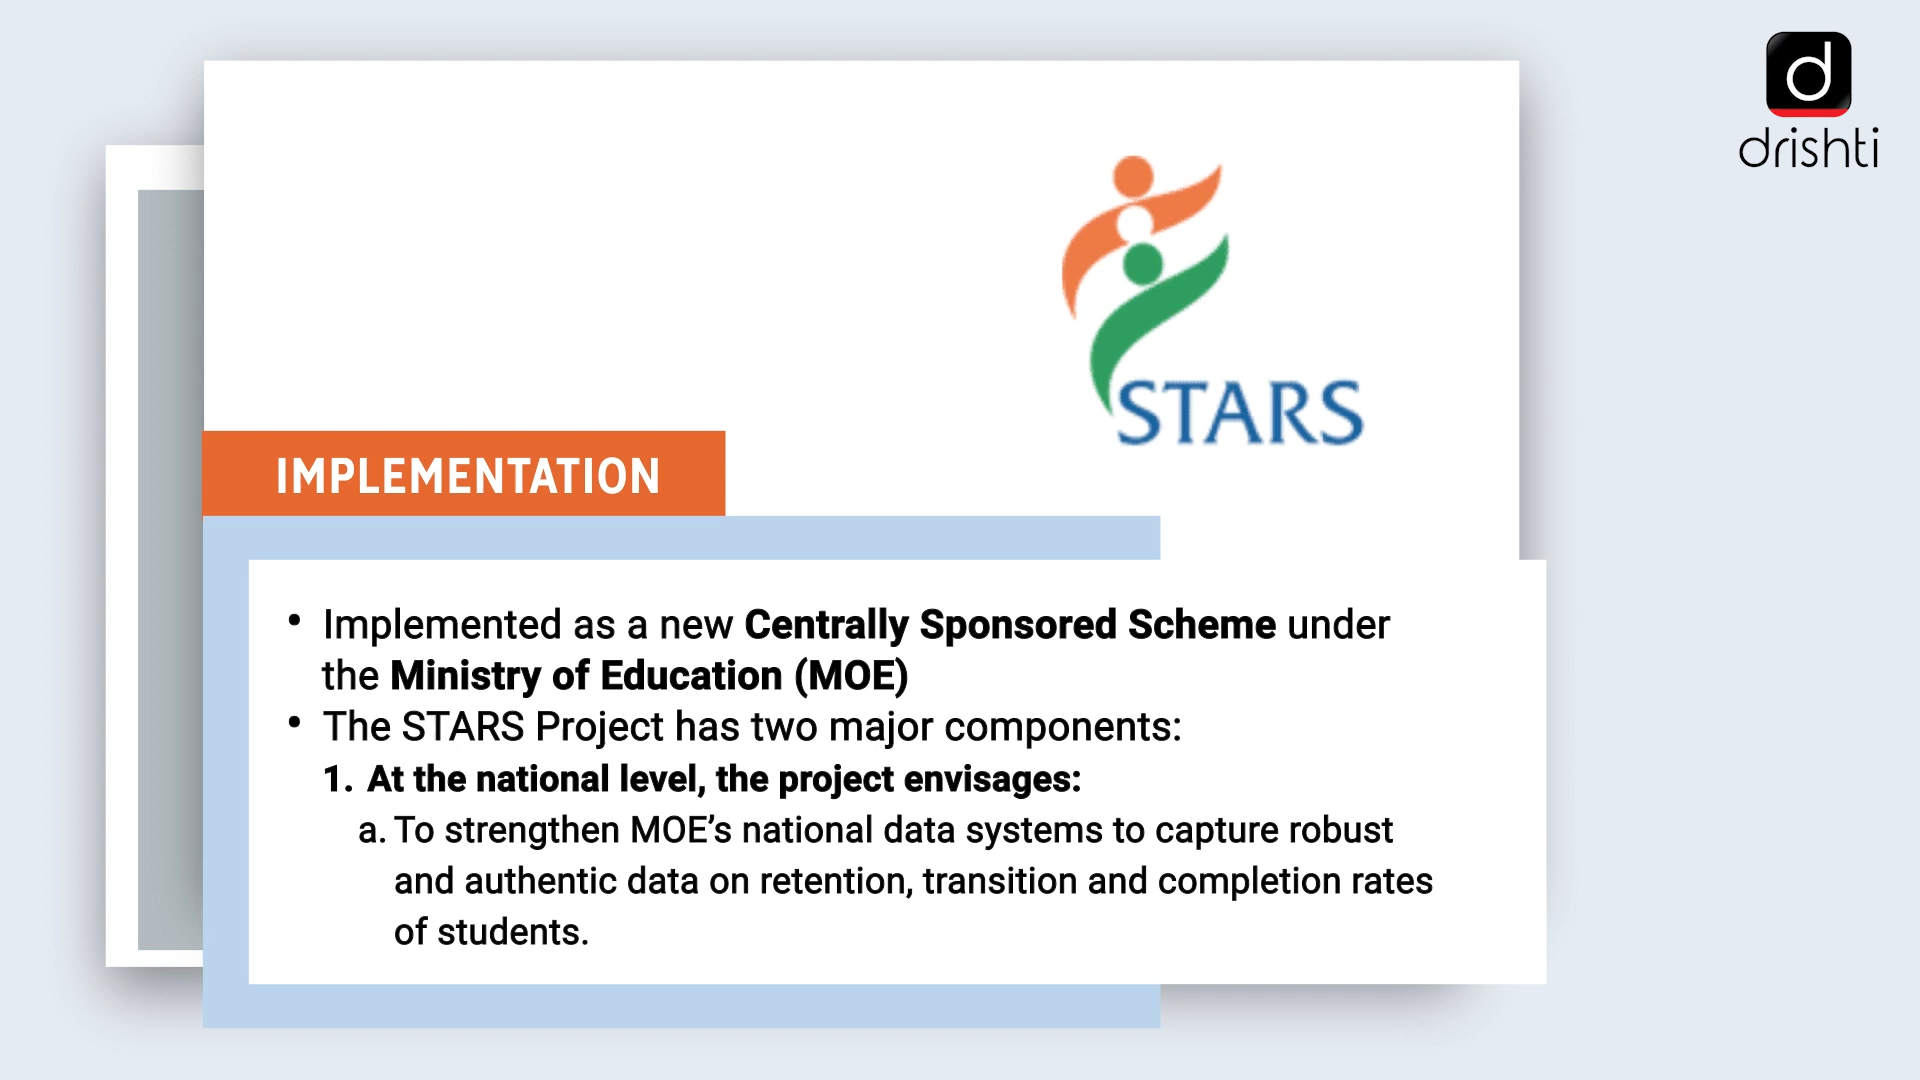 drishti
STARS
IMPLEMENTATION
• Implemented as a new Centrally Sponsored Scheme under
the Ministry of Education (MOE)
• The STARS Project has two major components:
1. At the national level, the project envisages:
a. To strengthen MOE’s national data systems to capture robust
and authentic data on retention, transition and completion rates
of students.